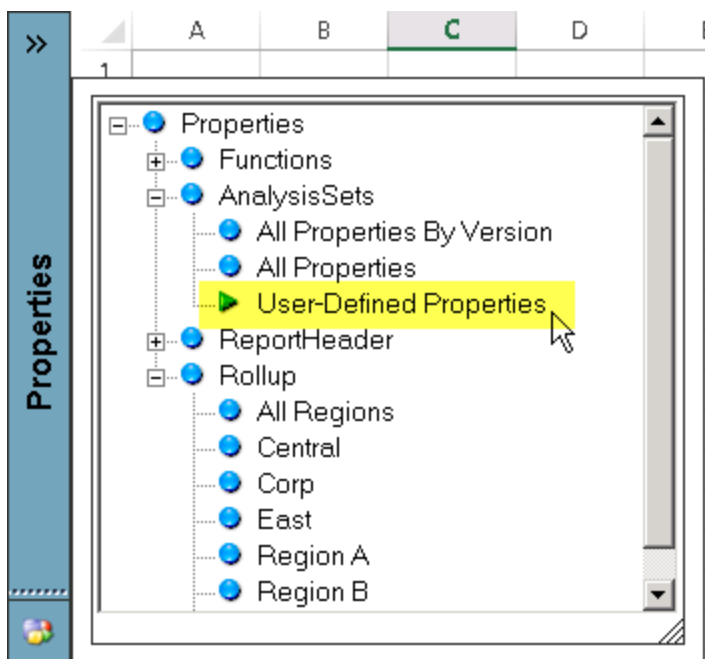 »
A B C D
1
Properties
Functions
AnalysisSets
All Properties By Version
All Properties
User-Defined Properties
ReportHeader
Rollup
All Regions
Central
Corp
East
Region A
Region B
Properties